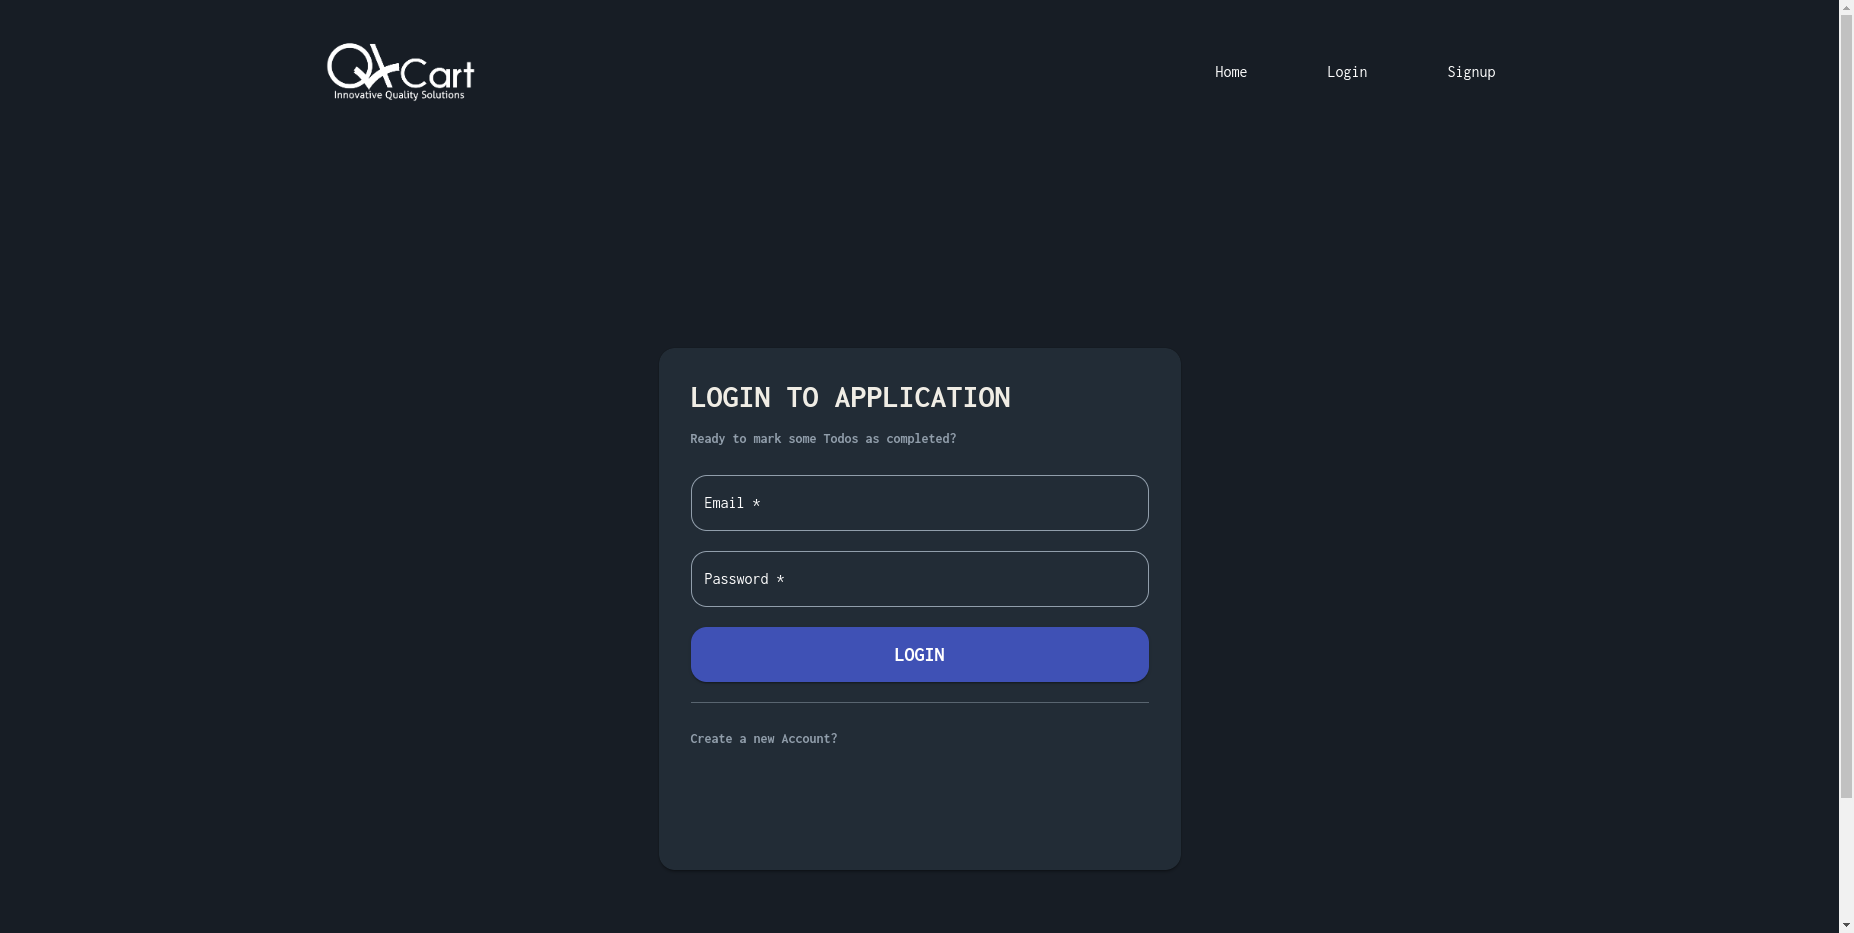 QACart
Innovative Quality Solutions
Home
Login
Signup
LOGIN TO APPLICATION
Ready to mark some Todos as completed?
Email *
Password *
LOGIN
Create a new Account?